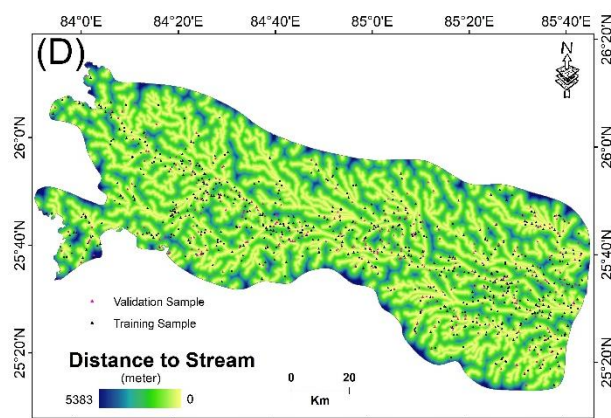 (D)
84°0'E 84°20'E 84°40'E 85°0'E 85°20'E 85°40'E
N
26°20'N
26°0'N 26°0'N
25°40'N 25°40'N
25°20'N 25°20'N
Validation Sample
Training Sample
Distance to Stream
(meter)
5383 0
0 20
Km